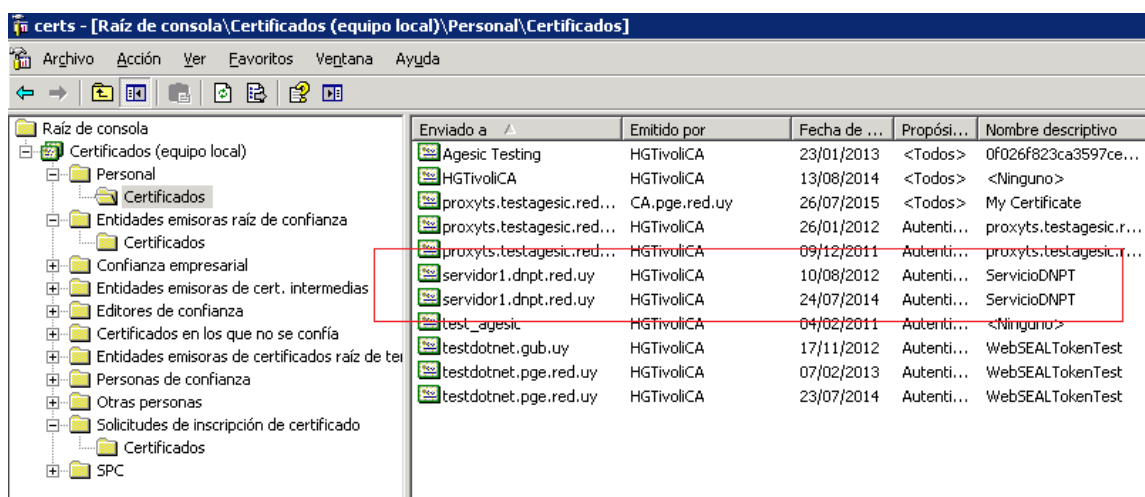 certs - [Raíz de consola\Certificados (equipo local)\Personal\Certificados]
Archivo Acción Ver Favoritos Ventana Ayuda
Raíz de consola
Certificados (equipo local)
Personal
Certificados
Entidades emisoras raíz de confianza
Certificados
Confianza empresarial
Entidades emisoras de cert. intermedias
Editores de confianza
Certificados en los que no se confía
Entidades emisoras de certificados raíz de ter
Personas de confianza
Otras personas
Solicitudes de inscripción de certificado
Certificados
SPC
Enviado a Emitido por Fecha de ... Propósi... Nombre descriptivo
Agesic Testing HGTivoliCA 23/01/2013 <Todos> 0f026f823ca3597ce...
HGTivoliCA HGTivoliCA 13/08/2014 <Todos> <Ninguno>
proxyts.testagesic.red... CA.pge.red.uy 26/07/2015 <Todos> My Certificate
proxyts.testagesic.red... HGTivoliCA 26/01/2012 Autenti... proxyts.testagesic.r...
proxyts.testagesic.red... HGTivoliCA 09/12/2011 Autenti... proxyts.testagesic.r...
servidor1.dnpt.red.uy HGTivoliCA 10/08/2012 Autenti... ServicioDNPT
servidor1.dnpt.red.uy HGTivoliCA 24/07/2014 Autenti... ServicioDNPT
test_agesic HGTivoliCA 04/02/2011 Autenti... <Ninguno>
testdotnet.gub.uy HGTivoliCA 17/11/2012 Autenti... WebSEALTokenTest
testdotnet.pge.red.uy HGTivoliCA 07/02/2013 Autenti... WebSEALTokenTest
testdotnet.pge.red.uy HGTivoliCA 23/07/2014 Autenti... WebSEALTokenTest